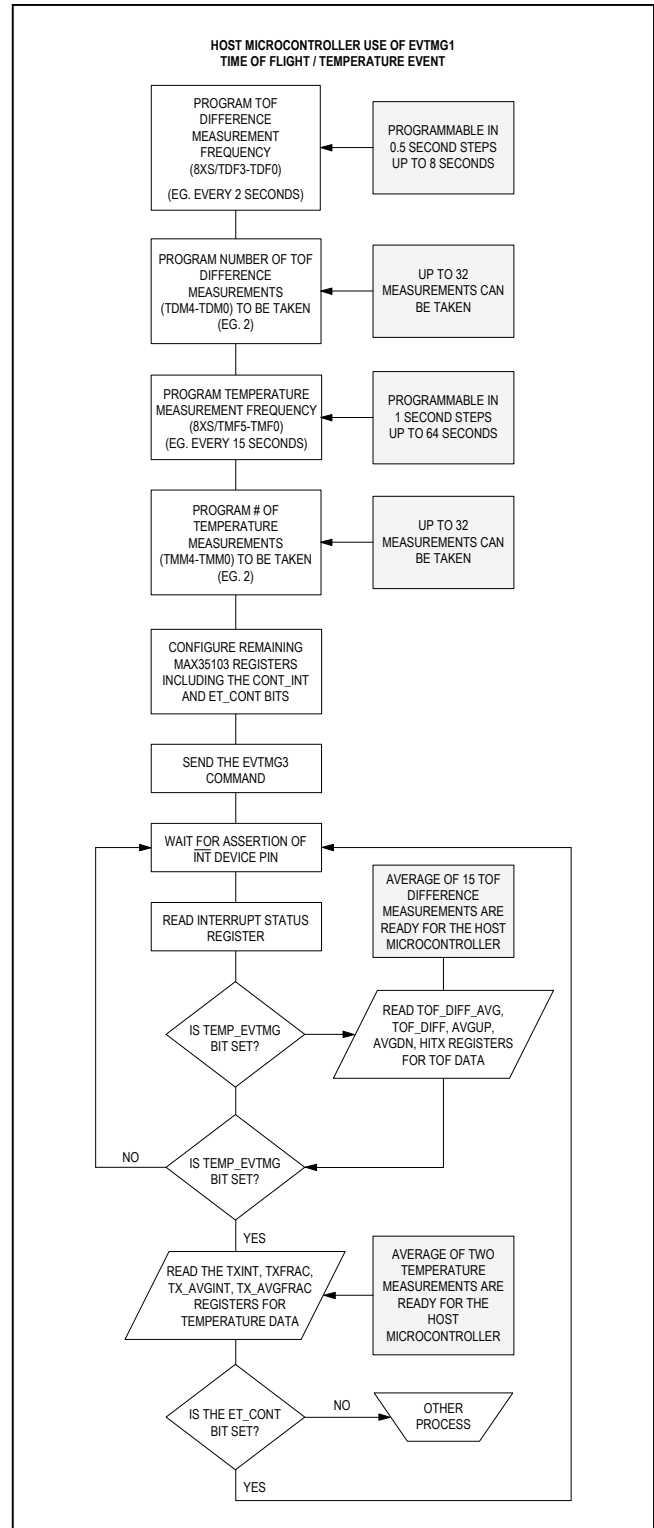 HOST MICROCONTROLLER USE OF EVTMG1
TIME OF FLIGHT / TEMPERATURE EVENT
PROGRAM TOF
DIFFERENCE
MEASUREMENT
FREQUENCY
(8XS/TDF3-TDF0)
(EG. EVERY 2 SECONDS)
PROGRAMMABLE IN
0.5 SECOND STEPS
UP TO 8 SECONDS
PROGRAM NUMBER OF TOF
DIFFERENCE
MEASUREMENTS
(TDM4-TDM0) TO BE TAKEN
(EG. 2)
UP TO 32
MEASUREMENTS CAN
BE TAKEN
PROGRAM TEMPERATURE
MEASUREMENT FREQUENCY
(8XS/TMF5-TMF0)
(EG. EVERY 15 SECONDS)
PROGRAMMABLE IN
1 SECOND STEPS
UP TO 64 SECONDS
PROGRAM # OF
TEMPERATURE
MEASUREMENTS
(TMM4-TMM0) TO BE TAKEN
(EG. 2)
UP TO 32
MEASUREMENTS CAN
BE TAKEN
CONFIGURE REMAINING
MAX35103 REGISTERS
INCLUDING THE CONT_INT
AND ET_CONT BITS
SEND THE EVTMG3
COMMAND
WAIT FOR ASSERTION OF
INT DEVICE PIN
READ INTERRUPT STATUS
REGISTER
AVERAGE OF 15 TOF
DIFFERENCE
MEASUREMENTS ARE
READY FOR THE HOST
MICROCONTROLLER
IS TEMP_EVTMG
BIT SET?
READ TOF_DIFF_AVG,
TOF_DIFF, AVGUP,
AVGDN, HITX REGISTERS
FOR TOF DATA
NO
IS TEMP_EVTMG
BIT SET?
YES
READ THE TXINT, TXFRAC,
TX_AVGINT, TX_AVGFRAC
REGISTERS FOR
TEMPERATURE DATA
AVERAGE OF TWO
TEMPERATURE
MEASUREMENTS ARE
READY FOR THE
HOST
MICROCONTROLLER
IS THE ET_CONT
BIT SET?
NO
OTHER
PROCESS
YES